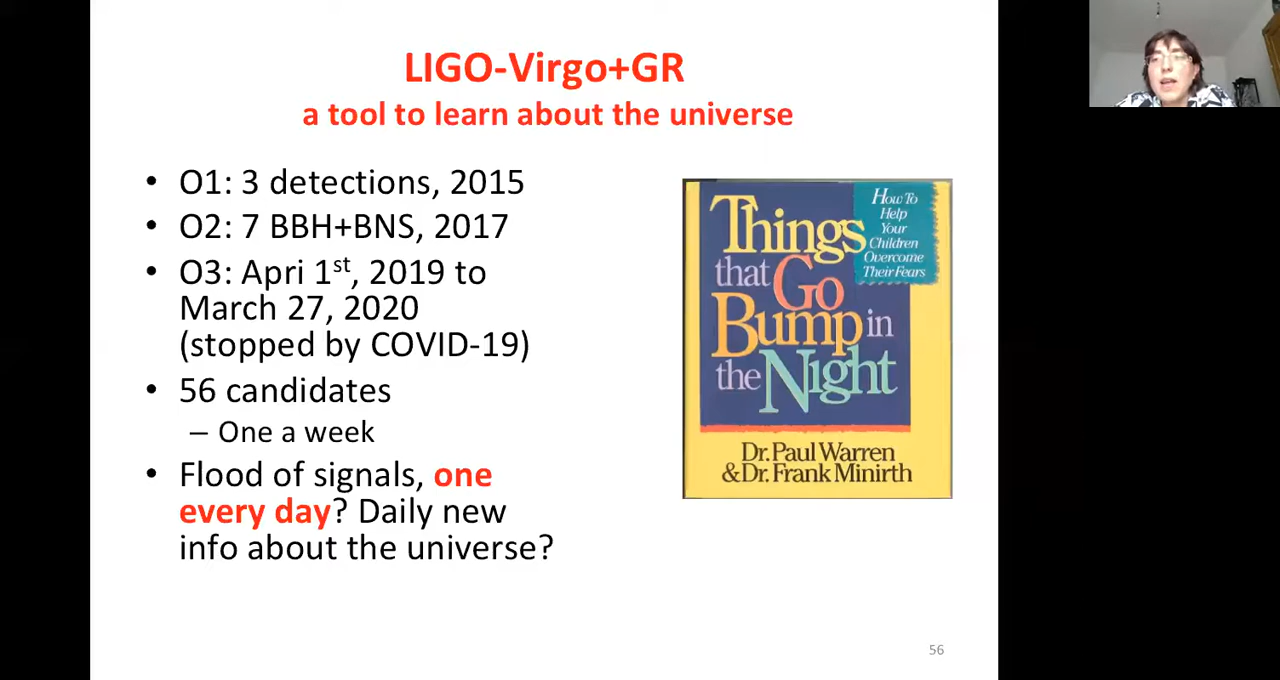 LIGO-Virgo+GR
a tool to learn about the universe
• O1: 3 detections, 2015
• O2: 7 BBH+BNS, 2017
• O3: Apri 1st, 2019 to
March 27, 2020
(stopped by COVID-19)
• 56 candidates
– One a week
• Flood of signals, one
every day? Daily new
info about the universe?
How To
Help
Your
Children
Overcome
Their Fears
Things
that Go
Bump in
the Night
Dr. Paul Warren
& Dr. Frank Minirth
56